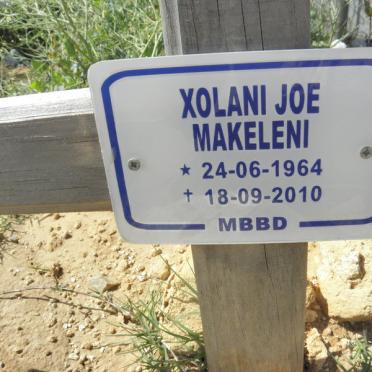 XOLANI JOE
MAKELENI
★ 24-06-1964
✝ 18-09-2010
MBBD